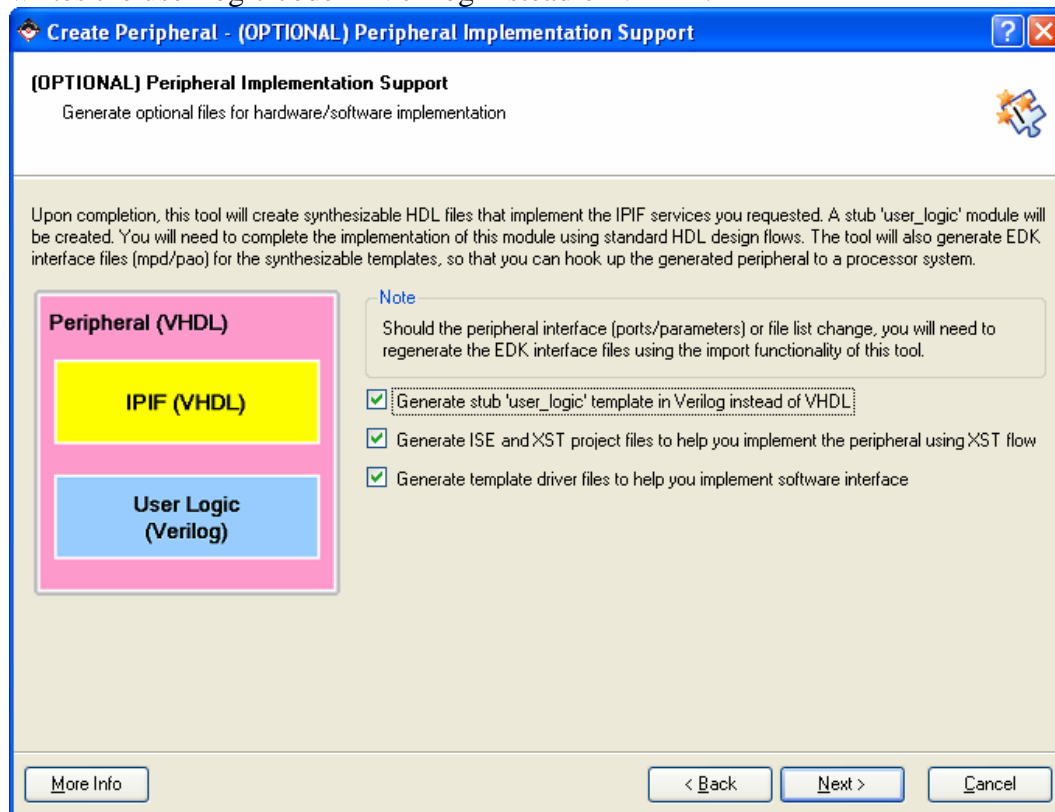 Create Peripheral - (OPTIONAL) Peripheral Implementation Support
(OPTIONAL) Peripheral Implementation Support
Generate optional files for hardware/software implementation
Upon completion, this tool will create synthesizable HDL files that implement the IPIF services you requested. A stub 'user_logic' module will
be created. You will need to complete the implementation of this module using standard HDL design flows. The tool will also generate EDK
interface files (mpd/pao) for the synthesizable templates, so that you can hook up the generated peripheral to a processor system.
Peripheral (VHDL)
IPIF (VHDL)
User Logic
(Verilog)
Note
Should the peripheral interface (ports/parameters) or file list change, you will need to
regenerate the EDK interface files using the import functionality of this tool.
Generate stub 'user_logic' template in Verilog instead of VHDL
Generate ISE and XST project files to help you implement the peripheral using XST flow
Generate template driver files to help you implement software interface
More Info
< Back
Next >
Cancel